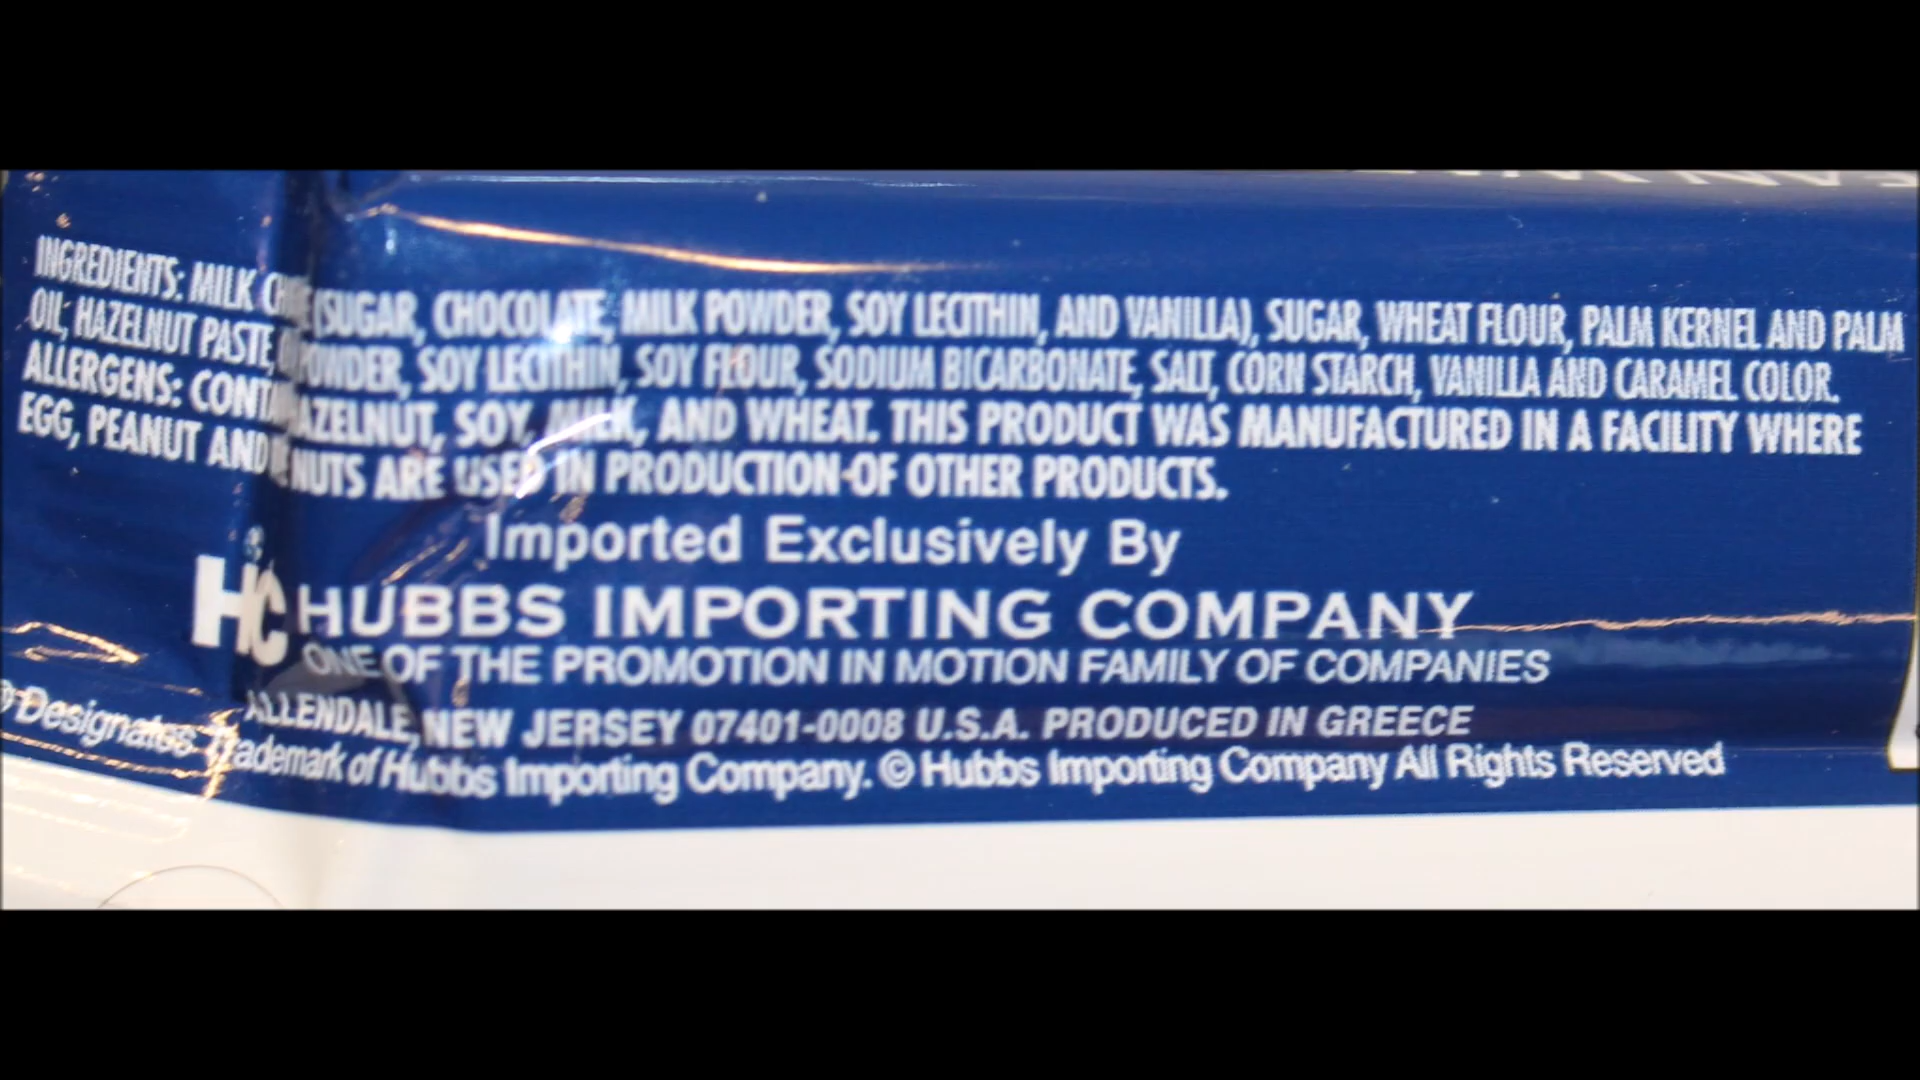 INGREDIENTS: MILK (SUGAR, CHOCOLATE, MILK POWDER, SOY LECITHIN, AND VANILLA), SUGAR, WHEAT FLOUR, PALM KERNEL AND PALM
OIL, HAZELNUT PASTE, SOY LECITHIN, SOY FLOUR, SODIUM BICARBONATE, SALT, CORN STARCH, VANILLA AND CARAMEL COLOR.
ALLERGENS: SOY, MILK, AND WHEAT. THIS PRODUCT WAS MANUFACTURED IN A FACILITY WHERE
EGG, PEANUT AND NUTS ARE USED IN PRODUCTION OF OTHER PRODUCTS.
Imported Exclusively By
HC HUBBS IMPORTING COMPANY
ONE OF THE PROMOTION IN MOTION FAMILY OF COMPANIES
ALLENDALE, NEW JERSEY 07401-0008 U.S.A. PRODUCED IN GREECE
® Designates Trademark of Hubbs Importing Company. © Hubbs Importing Company All Rights Reserved